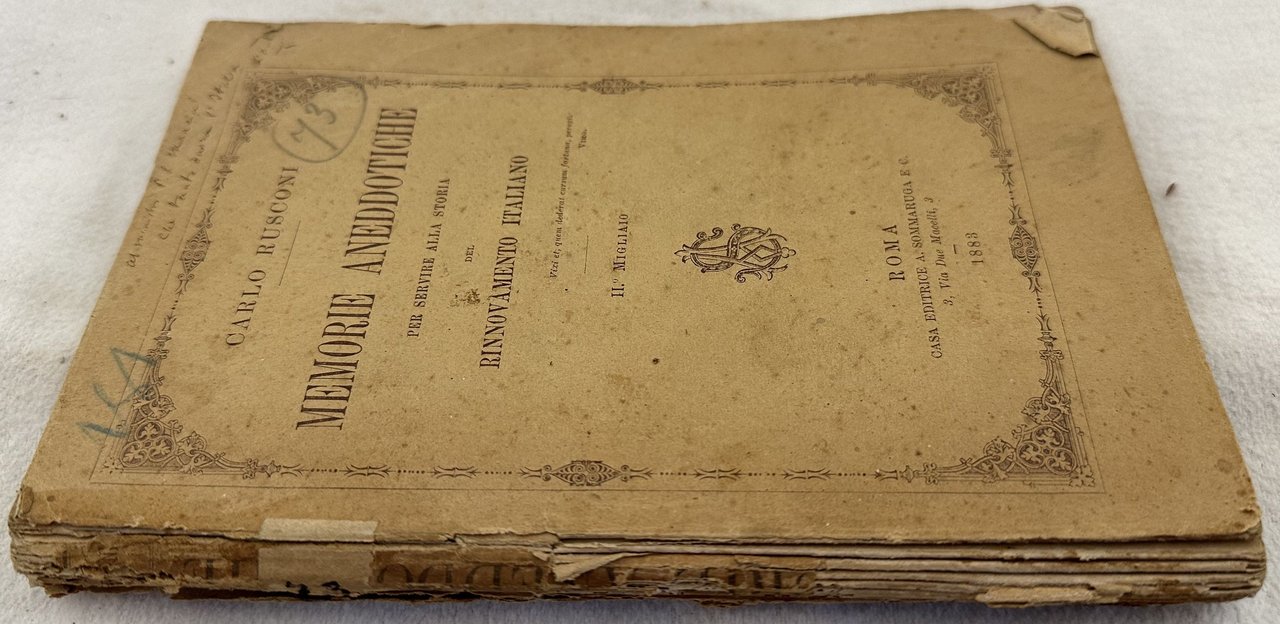 73
CARLO RUSCONI
MEMORIE ANEDDOTICHE
PER SERVIRE ALLA STORIA
DEL
RINNOVAMENTO ITALIANO
Vixi et, quem dederat cursum fortuna, peregi.
VIRG.
II.º MIGLIAIO
ROMA
CASA EDITRICE A. SOMMARUGA E C.
3, Via Due Macelli, 3
1883